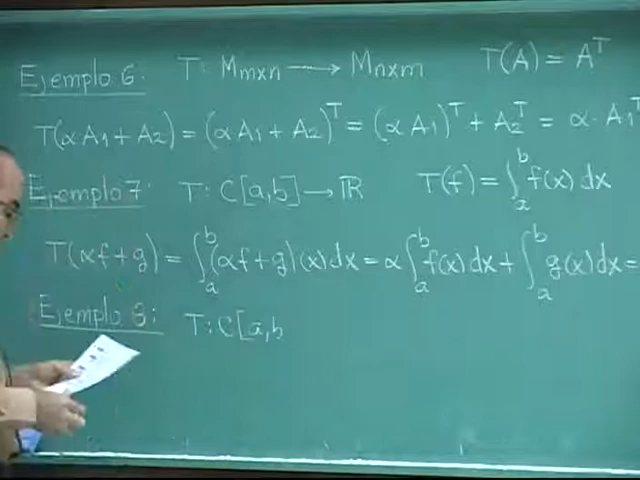 Ejemplo 6. T: Mmxn → Mnxm T(A) = A^T
T(αA₁ + A₂) = (αA₁ + A₂)^T = (αA₁)^T + A₂^T = α·A₁^T
Ejemplo 7: T: C[a,b] → ℝ T(f) = ∫_a^b f(x) dx
T(αf+g) = ∫_a^b (αf+g)(x) dx = α∫_a^b f(x) dx + ∫_a^b g(x) dx =
Ejemplo 8: T: C[a,b